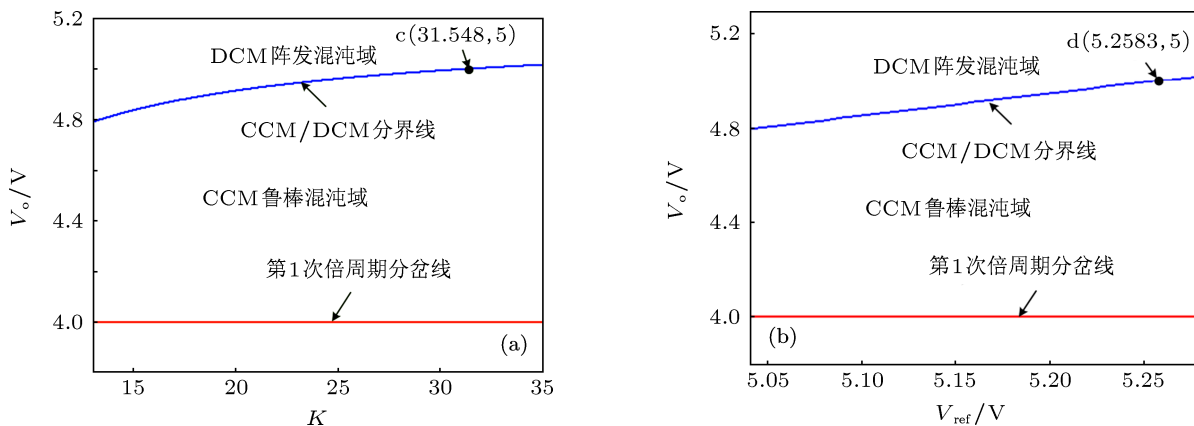 5.2
4.8
4.4
4.0
Vo/V
DCM阵发混沌域
c(31.548,5)
CCM/DCM分界线
CCM鲁棒混沌域
第1次倍周期分岔线
(a)
15 20 25 30 35
K
5.2
4.8
4.4
4.0
Vo/V
DCM阵发混沌域
d(5.2583,5)
CCM/DCM分界线
CCM鲁棒混沌域
第1次倍周期分岔线
(b)
5.05 5.10 5.15 5.20 5.25
Vref/V